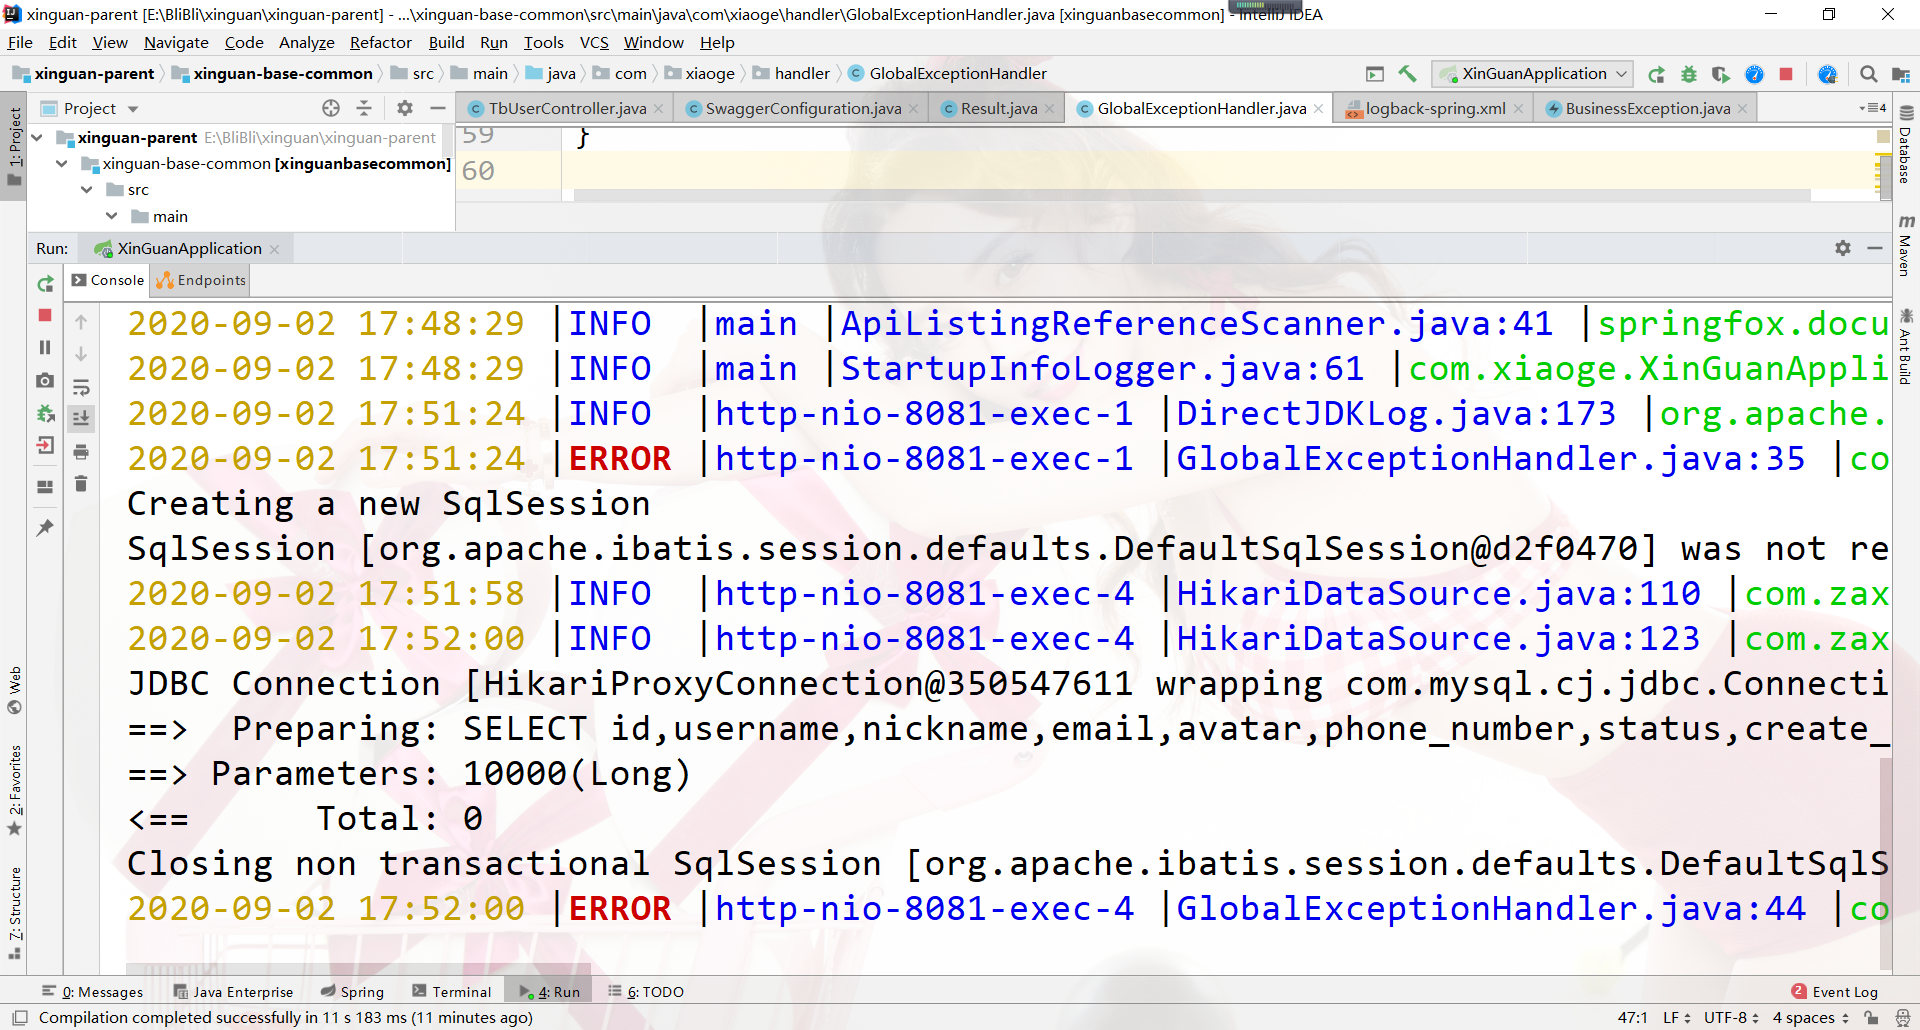 xinguan-parent [E:\BliBli\xinguan\xinguan-parent] - ...\xinguan-base-common\src\main\java\com\xiaoge\handler\GlobalExceptionHandler.java [xinguanbasecommon] - IntelliJ IDEA
File Edit View Navigate Code Analyze Refactor Build Run Tools VCS Window Help
xinguan-parent xinguan-base-common src main java com xiaoge handler GlobalExceptionHandler XinGuanApplication
Project TbUserController.java SwaggerConfiguration.java Result.java GlobalExceptionHandler.java logback-spring.xml BusinessException.java 4
xinguan-parent E:\BliBli\xinguan\xinguan-parent
xinguan-base-common [xinguanbasecommon]
src
main
59 }
60
1: Project
Database
Maven
Ant Build
Web
2: Favorites
7: Structure
Run: XinGuanApplication
Console Endpoints
2020-09-02 17:48:29 |INFO |main |ApiListingReferenceScanner.java:41 |springfox.docu
2020-09-02 17:48:29 |INFO |main |StartupInfoLogger.java:61 |com.xiaoge.XinGuanAppli
2020-09-02 17:51:24 |INFO |http-nio-8081-exec-1 |DirectJDKLog.java:173 |org.apache.
2020-09-02 17:51:24 |ERROR |http-nio-8081-exec-1 |GlobalExceptionHandler.java:35 |co
Creating a new SqlSession
SqlSession [org.apache.ibatis.session.defaults.DefaultSqlSession@d2f0470] was not re
2020-09-02 17:51:58 |INFO |http-nio-8081-exec-4 |HikariDataSource.java:110 |com.zax
2020-09-02 17:52:00 |INFO |http-nio-8081-exec-4 |HikariDataSource.java:123 |com.zax
JDBC Connection [HikariProxyConnection@350547611 wrapping com.mysql.cj.jdbc.Connecti
==> Preparing: SELECT id,username,nickname,email,avatar,phone_number,status,create_
==> Parameters: 10000(Long)
<== Total: 0
Closing non transactional SqlSession [org.apache.ibatis.session.defaults.DefaultSqlS
2020-09-02 17:52:00 |ERROR |http-nio-8081-exec-4 |GlobalExceptionHandler.java:44 |co
0: Messages Java Enterprise Spring Terminal 4: Run 6: TODO 2 Event Log
Compilation completed successfully in 11 s 183 ms (11 minutes ago) 47:1 LF UTF-8 4 spaces